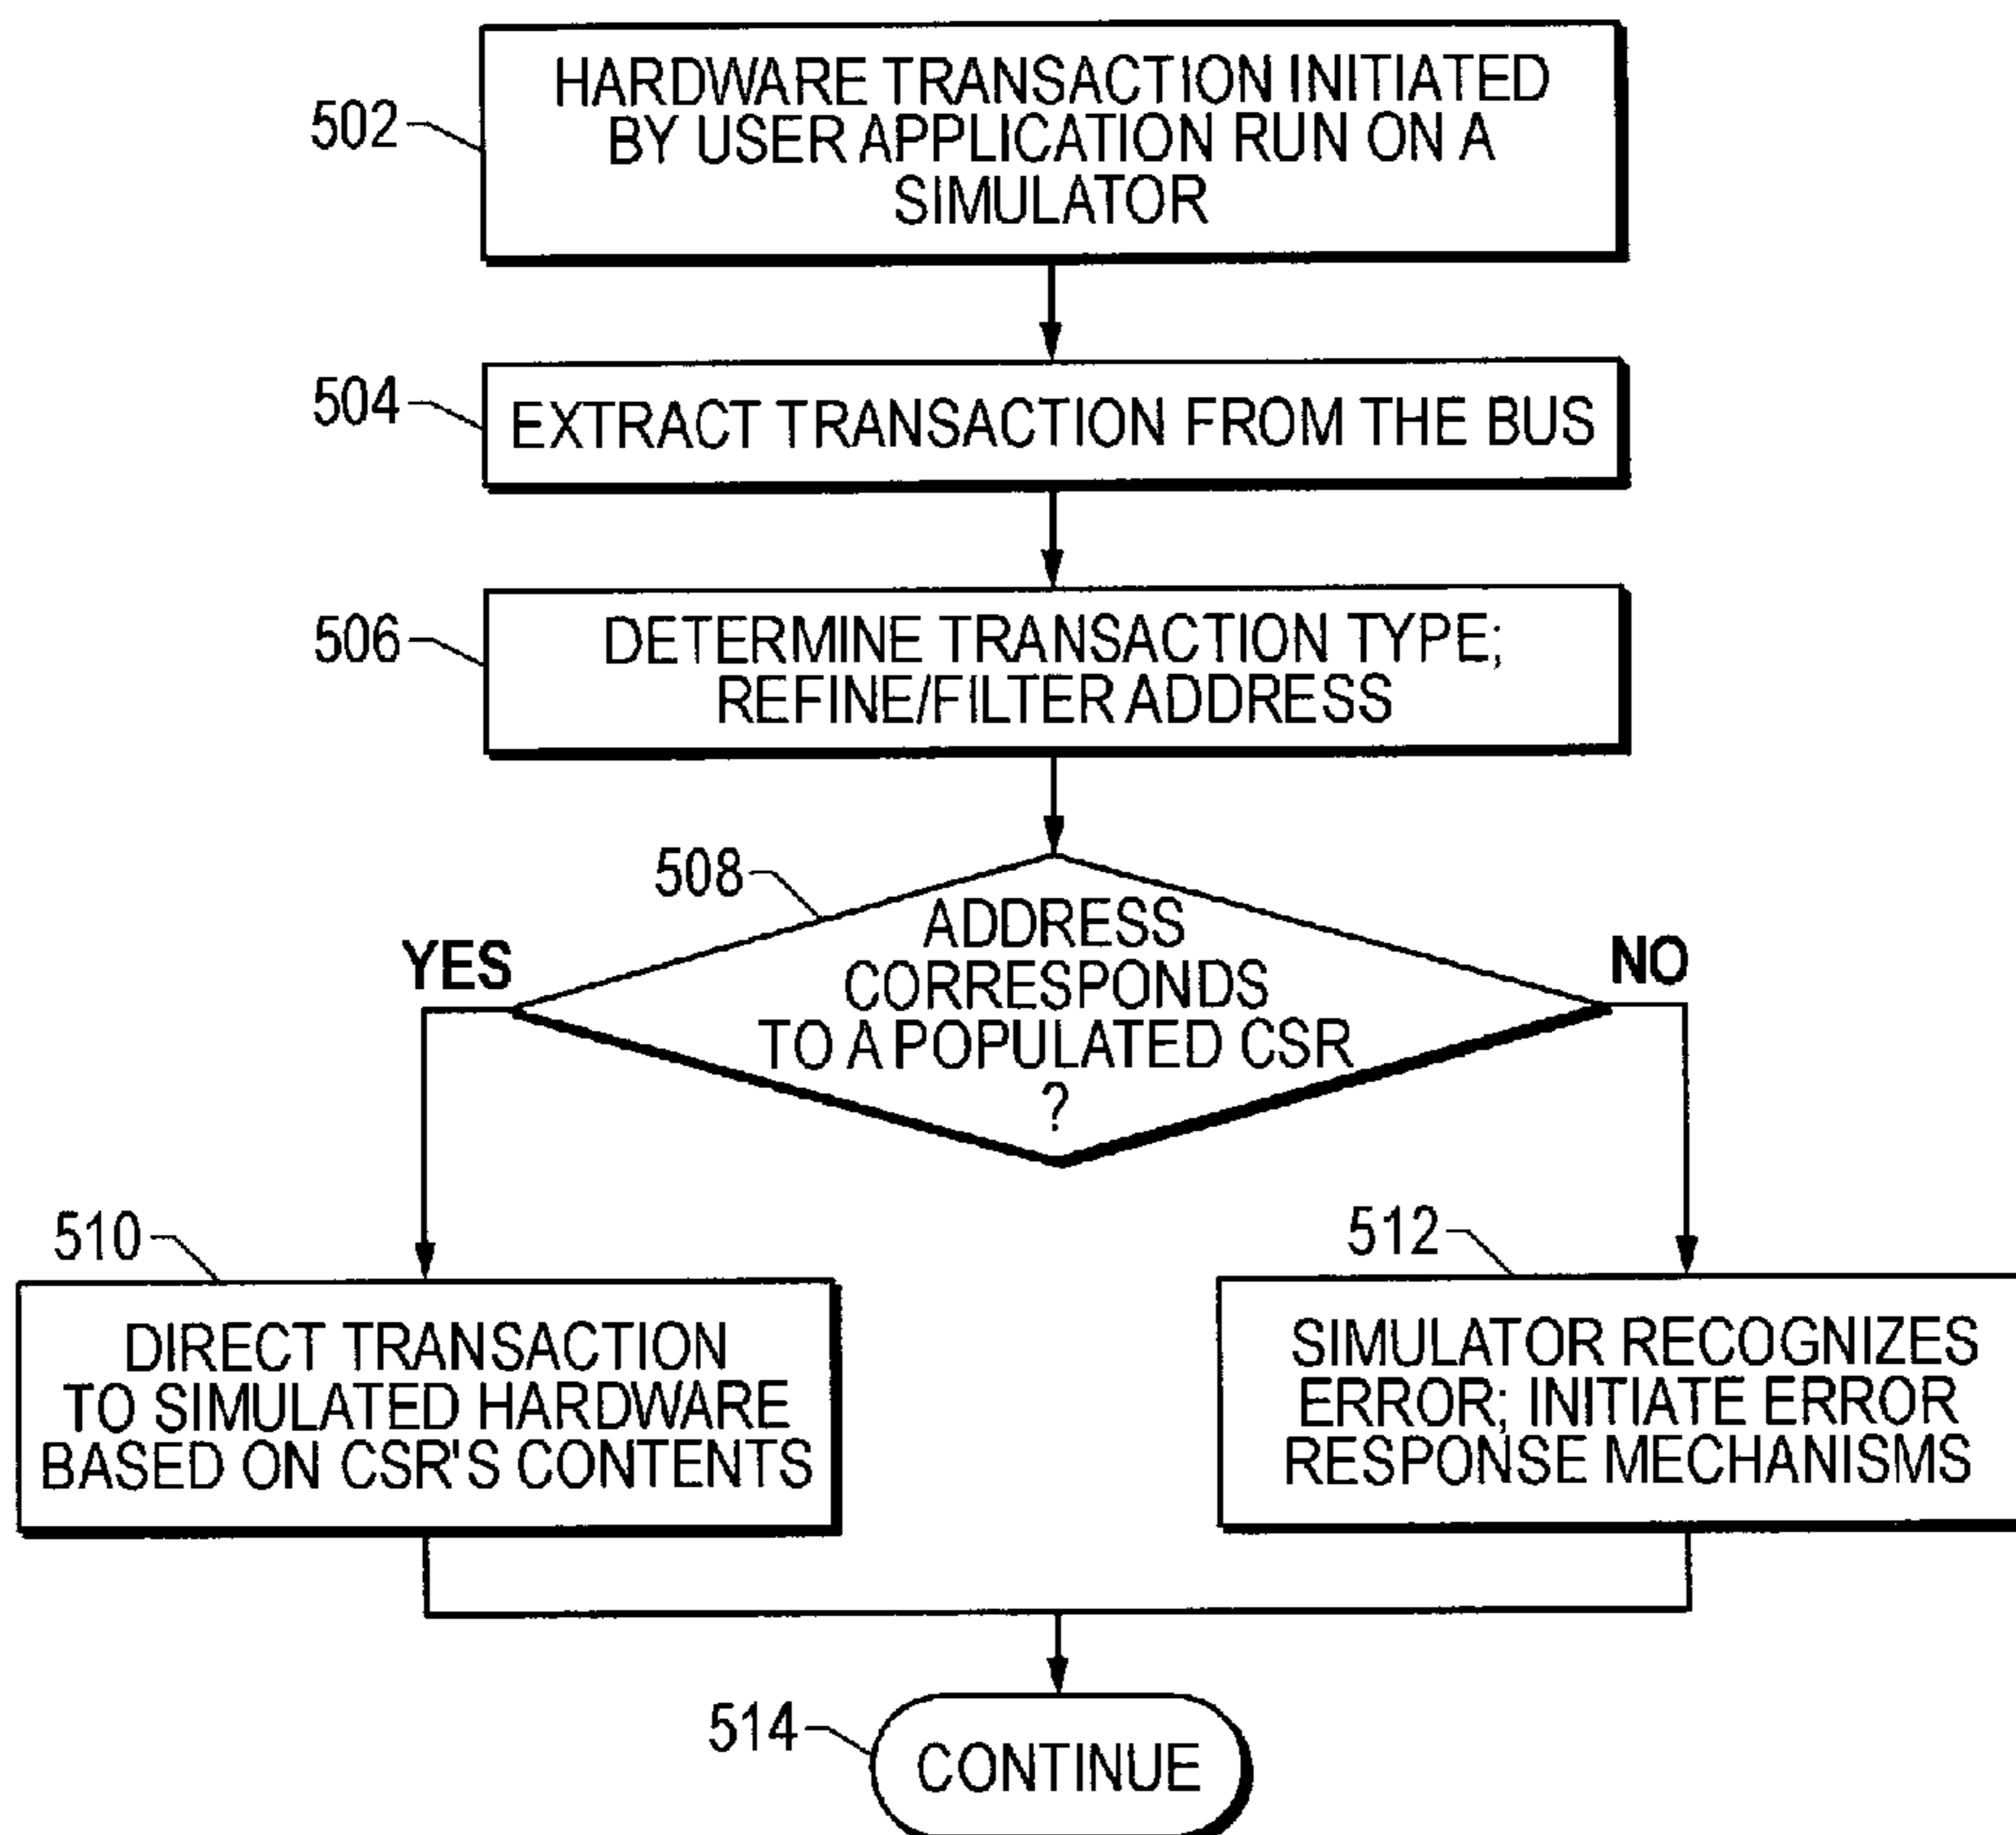 502
HARDWARE TRANSACTION INITIATED
BY USER APPLICATION RUN ON A
SIMULATOR
504
EXTRACT TRANSACTION FROM THE BUS
506
DETERMINE TRANSACTION TYPE;
REFINE/FILTER ADDRESS
508
ADDRESS
CORRESPONDS
TO A POPULATED CSR
?
YES
NO
510
DIRECT TRANSACTION
TO SIMULATED HARDWARE
BASED ON CSR'S CONTENTS
512
SIMULATOR RECOGNIZES
ERROR; INITIATE ERROR
RESPONSE MECHANISMS
514
CONTINUE